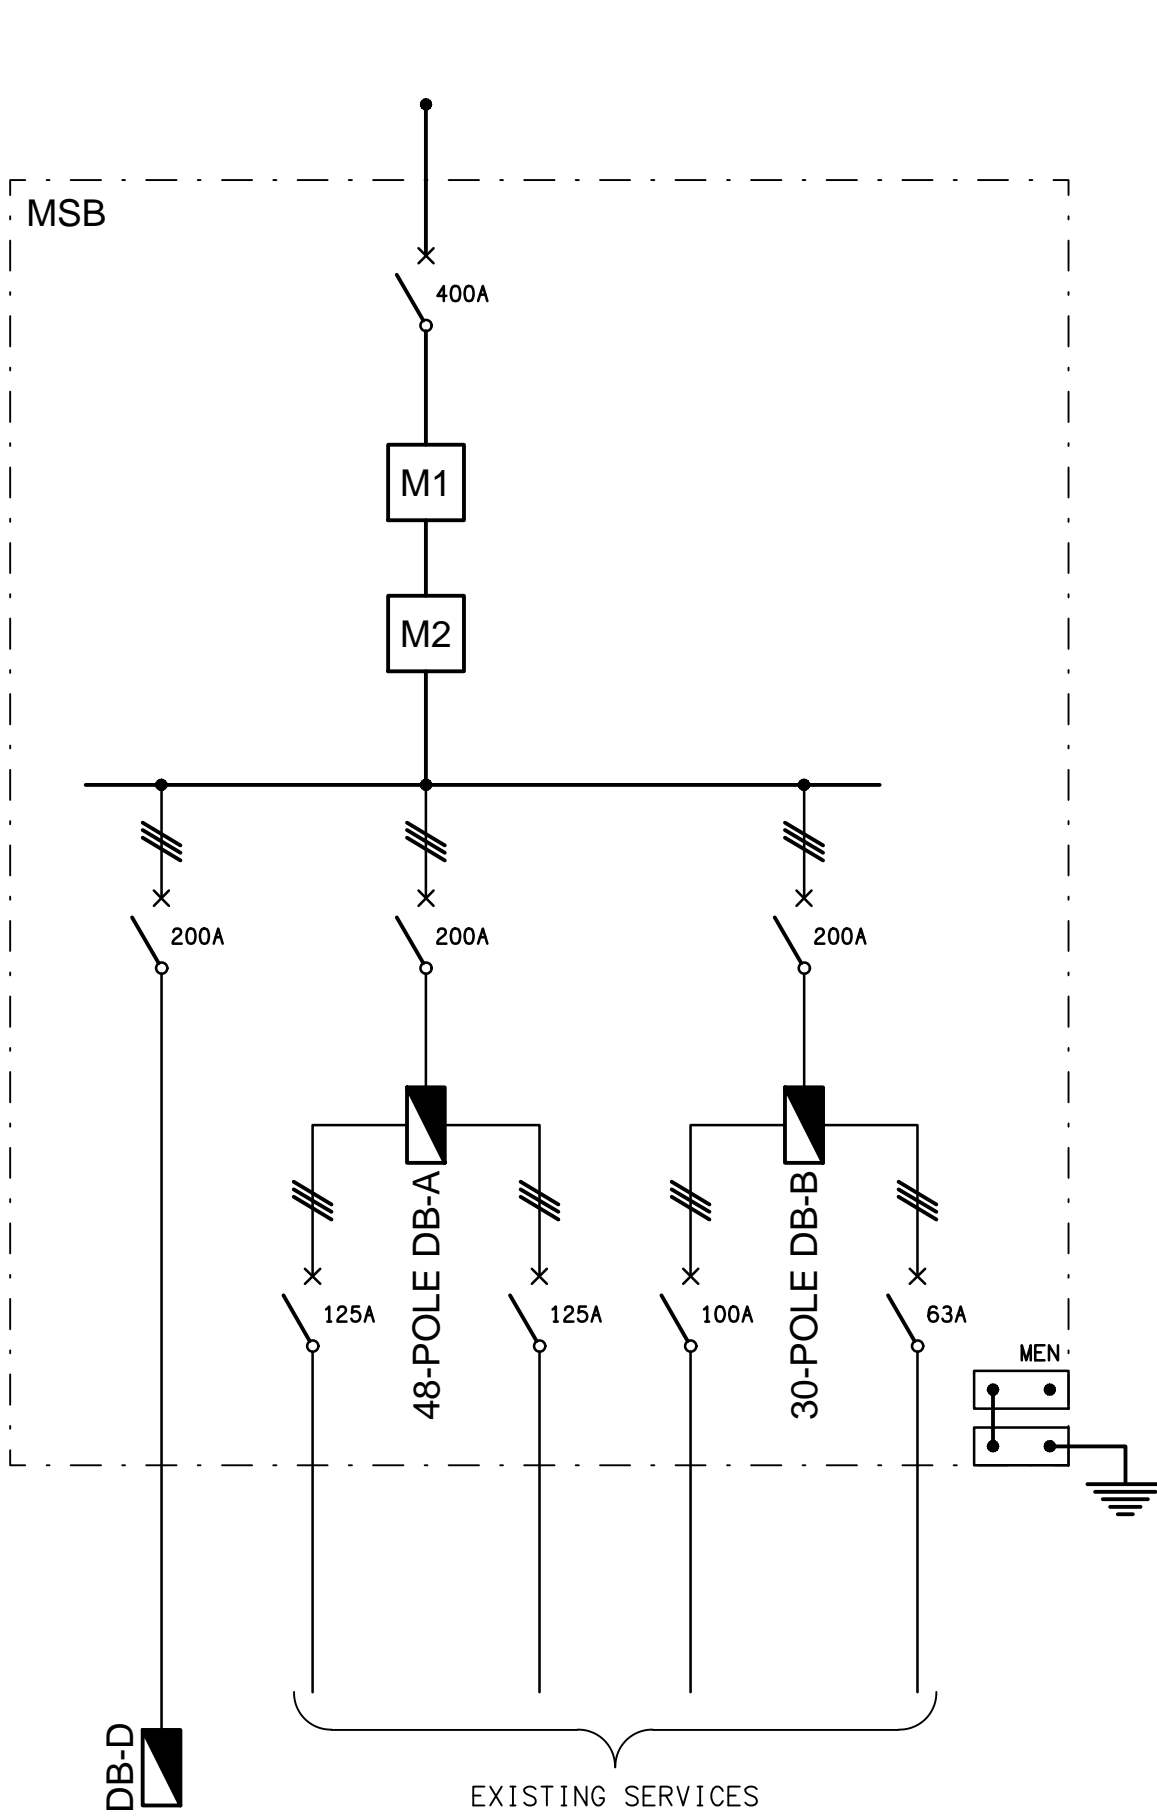 MSB
400A
M1
M2
200A
200A
200A
48-POLE DB-A
30-POLE DB-B
125A
125A
100A
63A
MEN
DB-D
EXISTING SERVICES